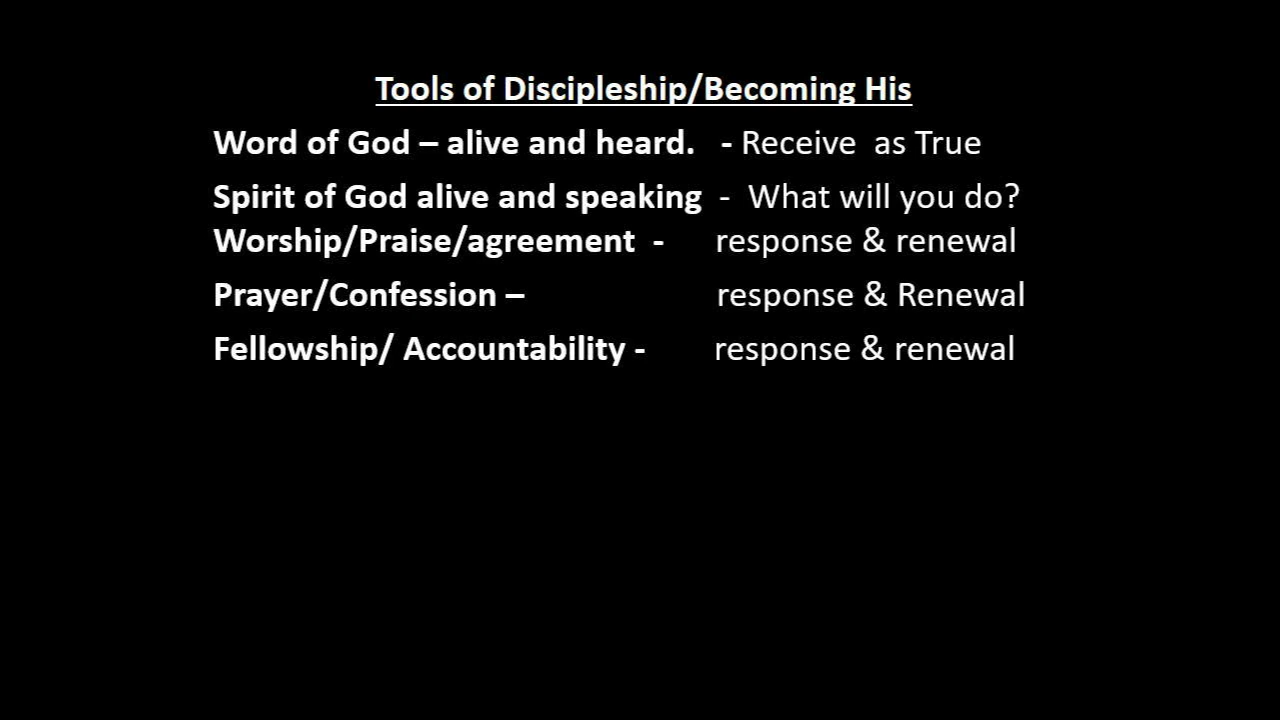 Tools of Discipleship/Becoming His
Word of God – alive and heard. - Receive as True
Spirit of God alive and speaking - What will you do?
Worship/Praise/agreement - response & renewal
Prayer/Confession – response & Renewal
Fellowship/ Accountability - response & renewal